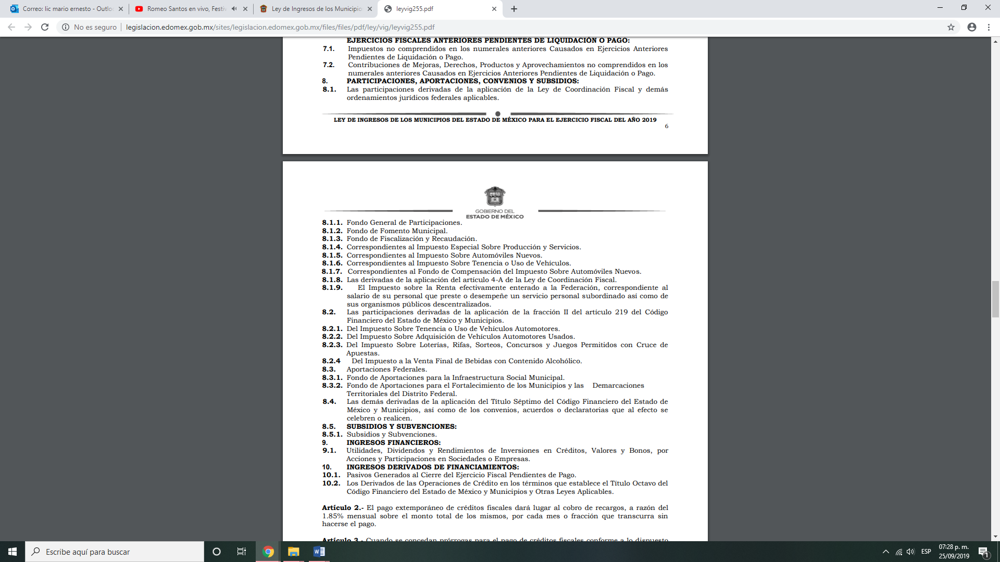 Correo: lic mario ernesto - Outlo
Romeo Santos en vivo, Festiv
Ley de Ingresos de los Municipio
leyvig255.pdf
No es seguro
legislacion.edomex.gob.mx/sites/legislacion.edomex.gob.mx/files/files/pdf/ley/vig/leyvig255.pdf
EJERCICIOS FISCALES ANTERIORES PENDIENTES DE LIQUIDACIÓN O PAGO:
7.1. Impuestos no comprendidos en los numerales anteriores Causados en Ejercicios Anteriores
Pendientes de Liquidación o Pago.
7.2. Contribuciones de Mejoras, Derechos, Productos y Aprovechamientos no comprendidos en los
numerales anteriores Causados en Ejercicios Anteriores Pendientes de Liquidación o Pago.
8. PARTICIPACIONES, APORTACIONES, CONVENIOS Y SUBSIDIOS:
8.1. Las participaciones derivadas de la aplicación de la Ley de Coordinación Fiscal y demás
ordenamientos jurídicos federales aplicables.
LEY DE INGRESOS DE LOS MUNICIPIOS DEL ESTADO DE MÉXICO PARA EL EJERCICIO FISCAL DEL AÑO 2019
6
GOBIERNO DEL
ESTADO DE MÉXICO
8.1.1. Fondo General de Participaciones.
8.1.2. Fondo de Fomento Municipal.
8.1.3. Fondo de Fiscalización y Recaudación.
8.1.4. Correspondientes al Impuesto Especial Sobre Producción y Servicios.
8.1.5. Correspondientes al Impuesto Sobre Automóviles Nuevos.
8.1.6. Correspondientes al Impuesto Sobre Tenencia o Uso de Vehículos.
8.1.7. Correspondientes al Fondo de Compensación del Impuesto Sobre Automóviles Nuevos.
8.1.8. Las derivadas de la aplicación del artículo 4-A de la Ley de Coordinación Fiscal.
8.1.9. El Impuesto sobre la Renta efectivamente enterado a la Federación, correspondiente al
salario de su personal que preste o desempeñe un servicio personal subordinado así como de
sus organismos públicos descentralizados.
8.2. Las participaciones derivadas de la aplicación de la fracción II del artículo 219 del Código
Financiero del Estado de México y Municipios.
8.2.1. Del Impuesto Sobre Tenencia o Uso de Vehículos Automotores.
8.2.2. Del Impuesto Sobre Adquisición de Vehículos Automotores Usados.
8.2.3. Del Impuesto Sobre Loterías, Rifas, Sorteos, Concursos y Juegos Permitidos con Cruce de
Apuestas.
8.2.4 Del Impuesto a la Venta Final de Bebidas con Contenido Alcohólico.
8.3. Aportaciones Federales.
8.3.1. Fondo de Aportaciones para la Infraestructura Social Municipal.
8.3.2. Fondo de Aportaciones para el Fortalecimiento de los Municipios y las Demarcaciones
Territoriales del Distrito Federal.
8.4. Las demás derivadas de la aplicación del Título Séptimo del Código Financiero del Estado de
México y Municipios, así como de los convenios, acuerdos o declaratorias que al efecto se
celebren o realicen.
8.5. SUBSIDIOS Y SUBVENCIONES:
8.5.1. Subsidios y Subvenciones.
9. INGRESOS FINANCIEROS:
9.1. Utilidades, Dividendos y Rendimientos de Inversiones en Créditos, Valores y Bonos, por
Acciones y Participaciones en Sociedades o Empresas.
10. INGRESOS DERIVADOS DE FINANCIAMIENTOS:
10.1. Pasivos Generados al Cierre del Ejercicio Fiscal Pendientes de Pago.
10.2. Los Derivados de las Operaciones de Crédito en los términos que establece el Título Octavo del
Código Financiero del Estado de México y Municipios y Otras Leyes Aplicables.
Artículo 2.- El pago extemporáneo de créditos fiscales dará lugar al cobro de recargos, a razón del
1.85% mensual sobre el monto total de los mismos, por cada mes o fracción que transcurra sin
hacerse el pago.
Artículo 3.- Cuando se concedan prórrogas para el pago de créditos fiscales conforme a lo dispuesto
Escribe aquí para buscar
ESP
07:28 p. m.
25/09/2019
1